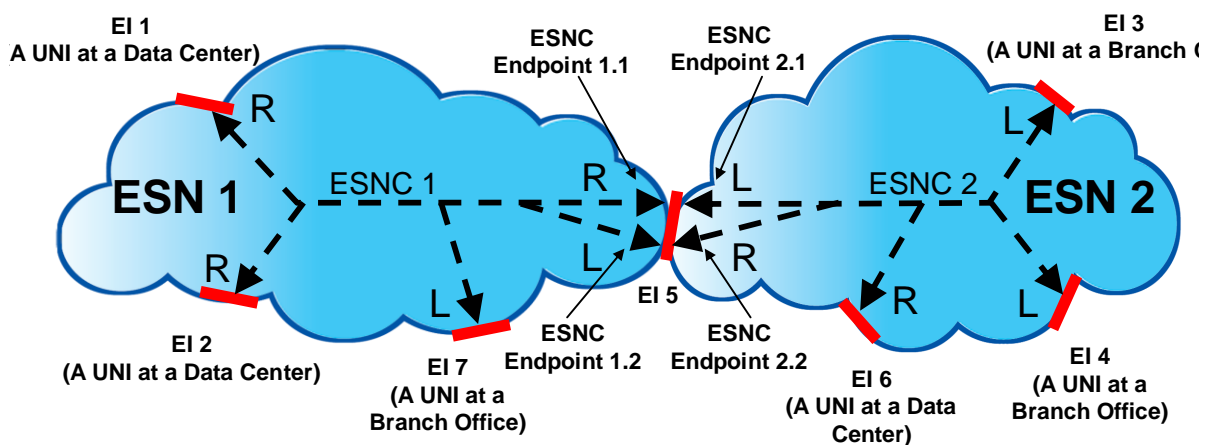 EI 1
(A UNI at a Data Center)
ESNC
Endpoint 1.1
ESNC
Endpoint 2.1
EI 3
(A UNI at a Branch
R
L
ESN 1
ESNC 1
R
L
ESNC 2
ESN 2
R
L
L
R
R
L
EI 5
EI 2
(A UNI at a Data Center)
EI 7
(A UNI at a
Branch Office)
ESNC
Endpoint 1.2
ESNC
Endpoint 2.2
EI 6
(A UNI at a Data
Center)
EI 4
(A UNI at a
Branch Office)